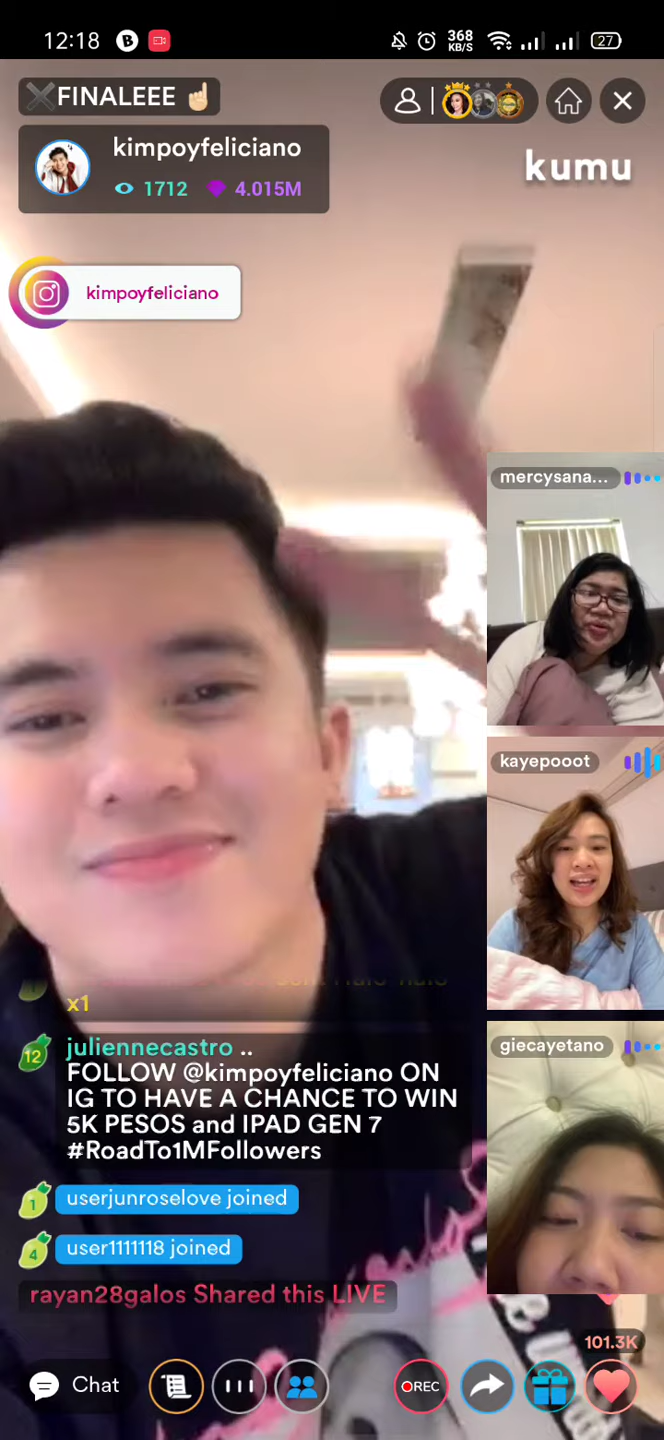 12:18
B
368
KB/S
27
FINALEEE
kimpoyfeliciano
1712
4.015M
kumu
kimpoyfeliciano
mercysana...
kayepooot
x1
12
juliennecastro ..
FOLLOW @kimpoyfeliciano ON
IG TO HAVE A CHANCE TO WIN
5K PESOS and IPAD GEN 7
#RoadTo1MFollowers
giecayetano
1
userjunroselove joined
4
user1111118 joined
rayan28galos Shared this LIVE
101.3K
Chat
REC